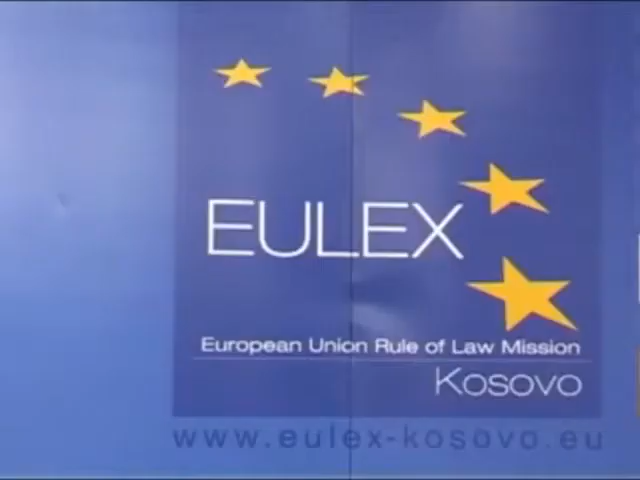 EULEX
European Union Rule of Law Mission
Kosovo
www.eulex-kosovo.eu